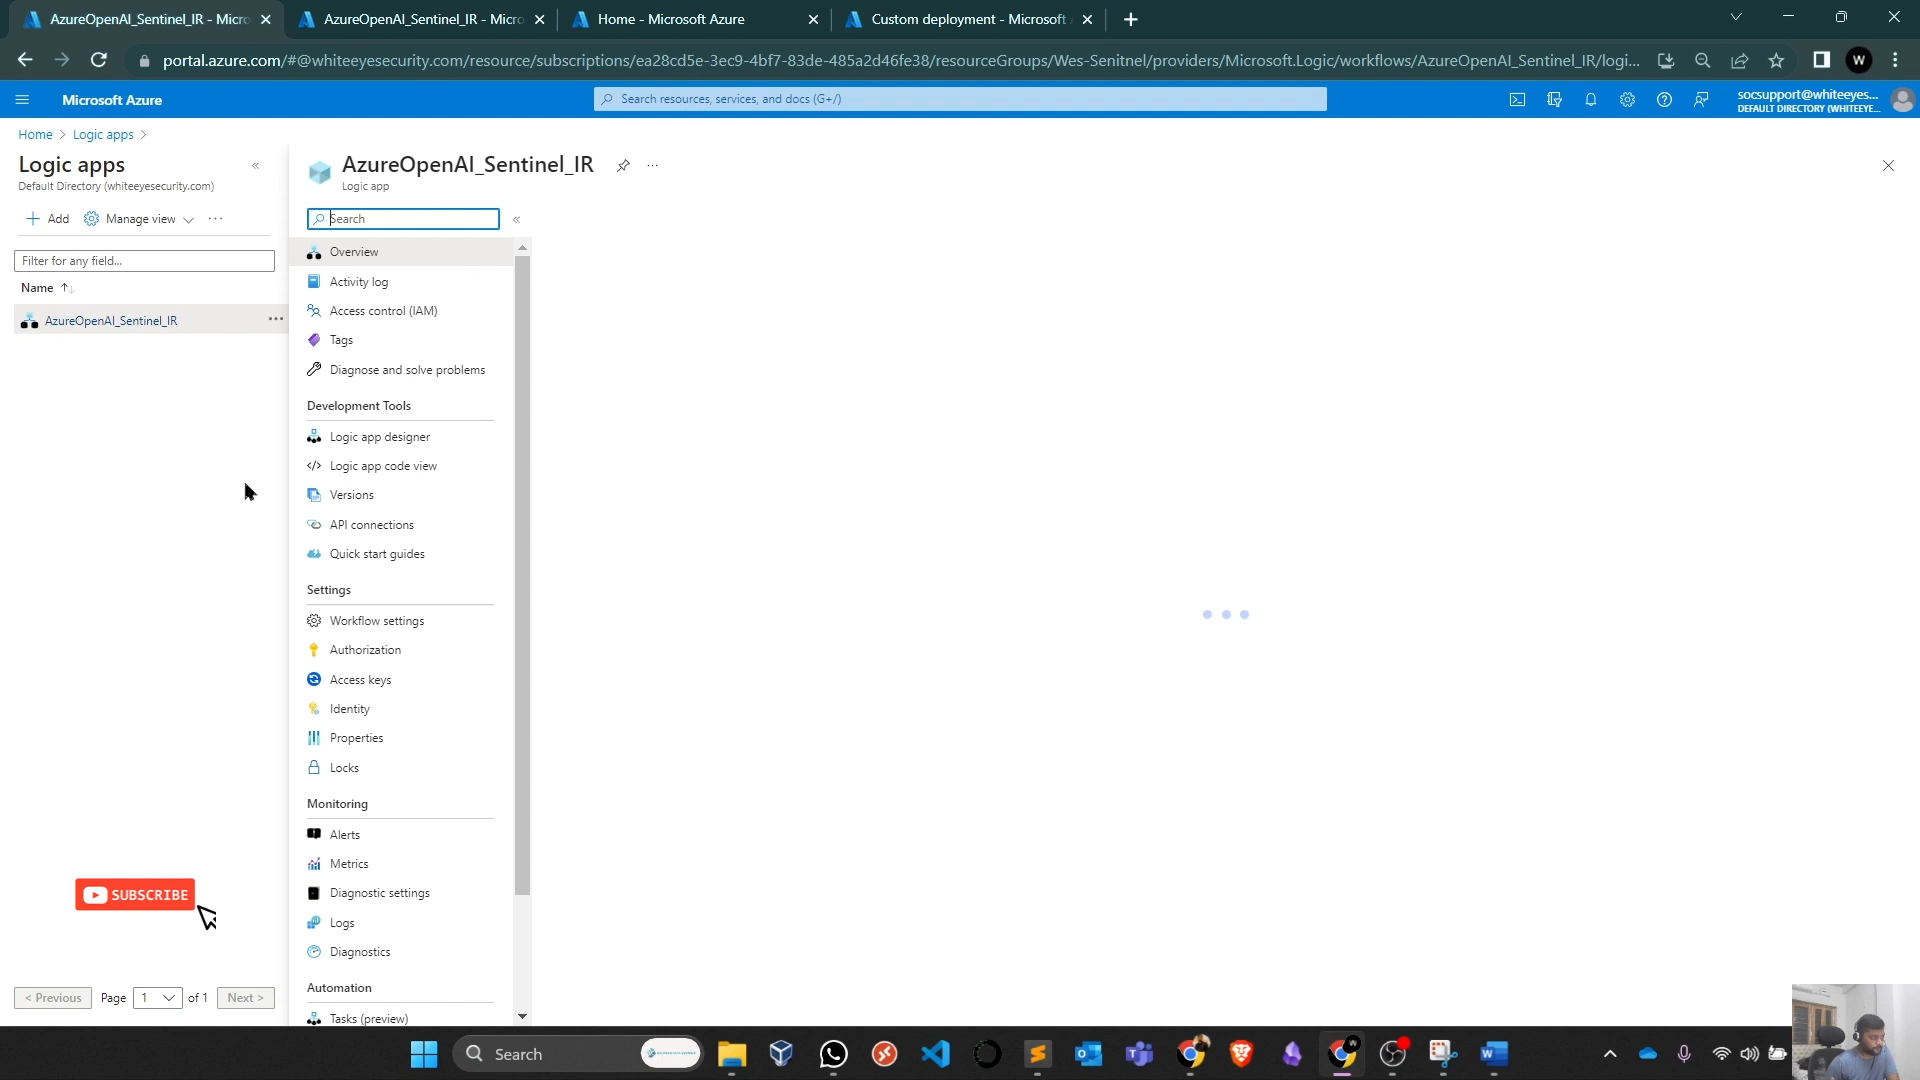 AzureOpenAI_Sentinel_IR - Micro
AzureOpenAI_Sentinel_IR - Micro
Home - Microsoft Azure
Custom deployment - Microsoft
portal.azure.com/#@whiteeyesecurity.com/resource/subscriptions/ea28cd5e-3ec9-4bf7-83de-485a2d46fe38/resourceGroups/Wes-Senitnel/providers/Microsoft.Logic/workflows/AzureOpenAI_Sentinel_IR/logi...
W
Microsoft Azure
Search resources, services, and docs (G+/)
socsupport@whiteeyes...
DEFAULT DIRECTORY (WHITEEYE...
Home > Logic apps >
Logic apps
Default Directory (whiteeyesecurity.com)
Add
Manage view
Filter for any field...
Name
AzureOpenAI_Sentinel_IR
SUBSCRIBE
< Previous
Page
1
of 1
Next >
AzureOpenAI_Sentinel_IR
Logic app
Search
Overview
Activity log
Access control (IAM)
Tags
Diagnose and solve problems
Development Tools
Logic app designer
Logic app code view
Versions
API connections
Quick start guides
Settings
Workflow settings
Authorization
Access keys
Identity
Properties
Locks
Monitoring
Alerts
Metrics
Diagnostic settings
Logs
Diagnostics
Automation
Tasks (preview)
Search